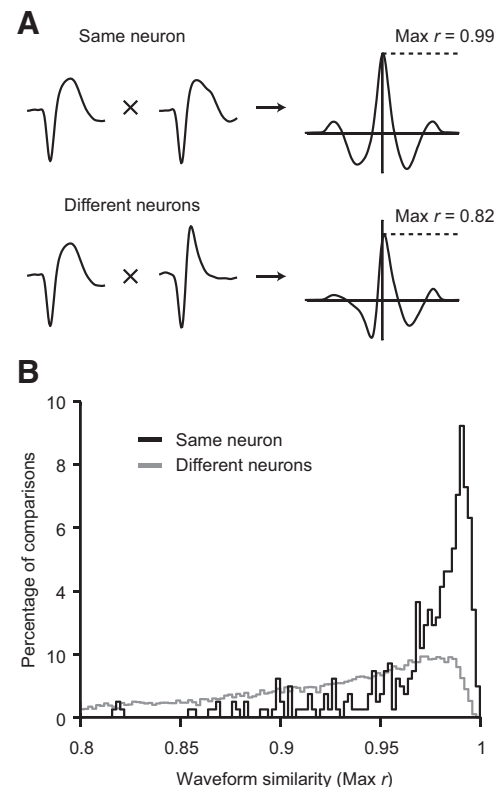 A
Same neuron
Max r = 0.99
×
Different neurons
Max r = 0.82
×
B
10
8
6
4
10
0
Percentage of comparisons
Same neuron
Different neurons
0.8 0.85 0.9 0.95 1
Waveform similarity (Max r)